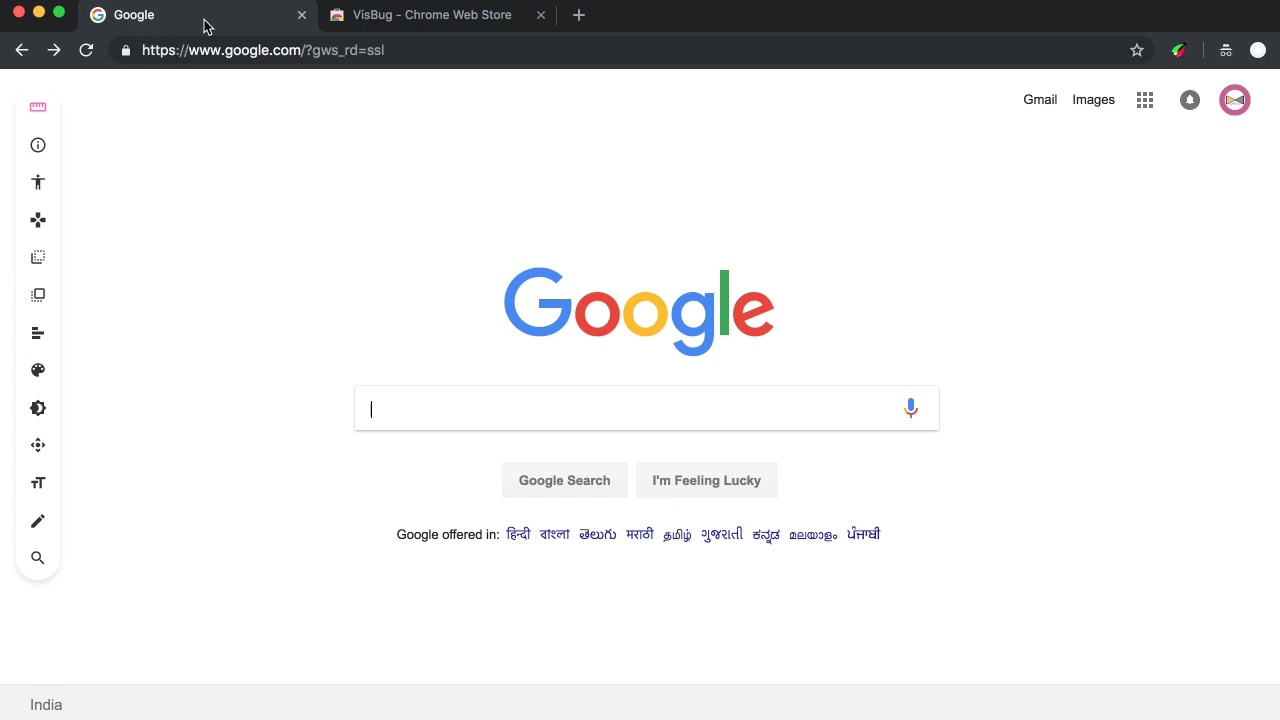 Google
VisBug - Chrome Web Store
https://www.google.com/?gws_rd=ssl
Gmail Images
Google
Google Search
I'm Feeling Lucky
Google offered in: हिन्दी বাংলা తెలుగు मराठी தமிழ் ગુજરાતી ಕನ್ನಡ മലയാളം ਪੰਜਾਬੀ
India